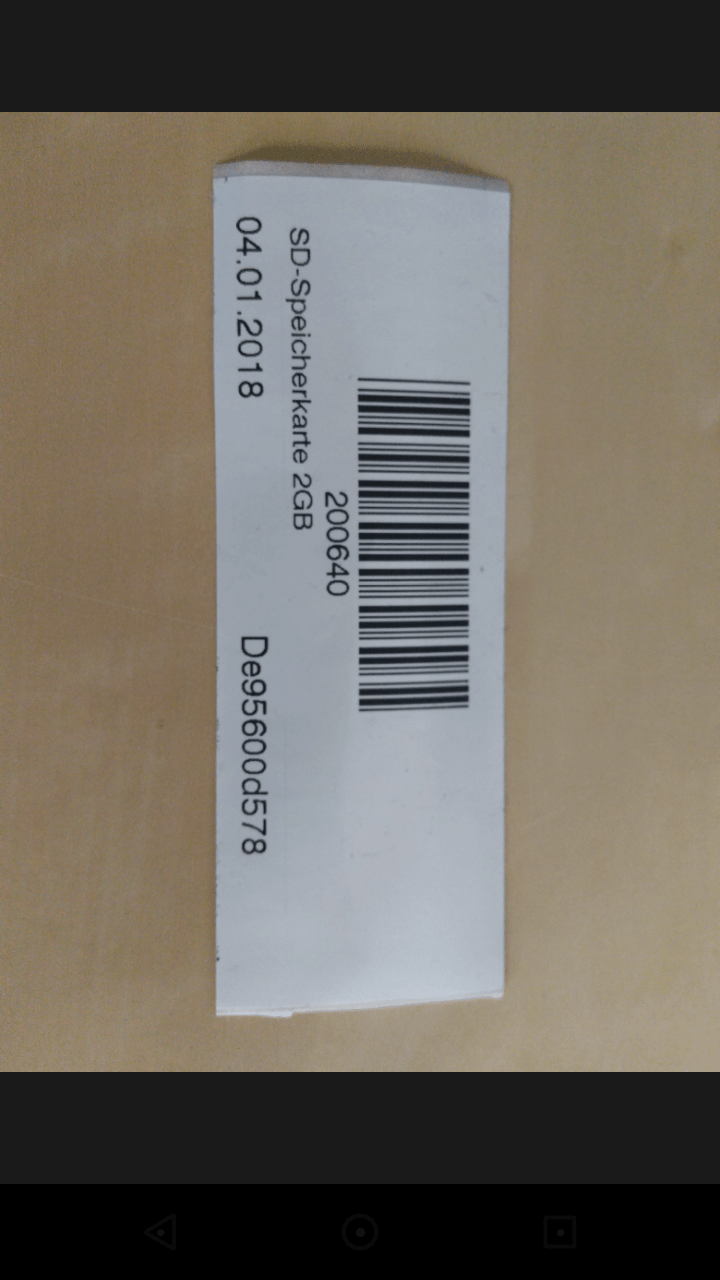 200640
SD-Speicherkarte 2GB
04.01.2018 De95600d578